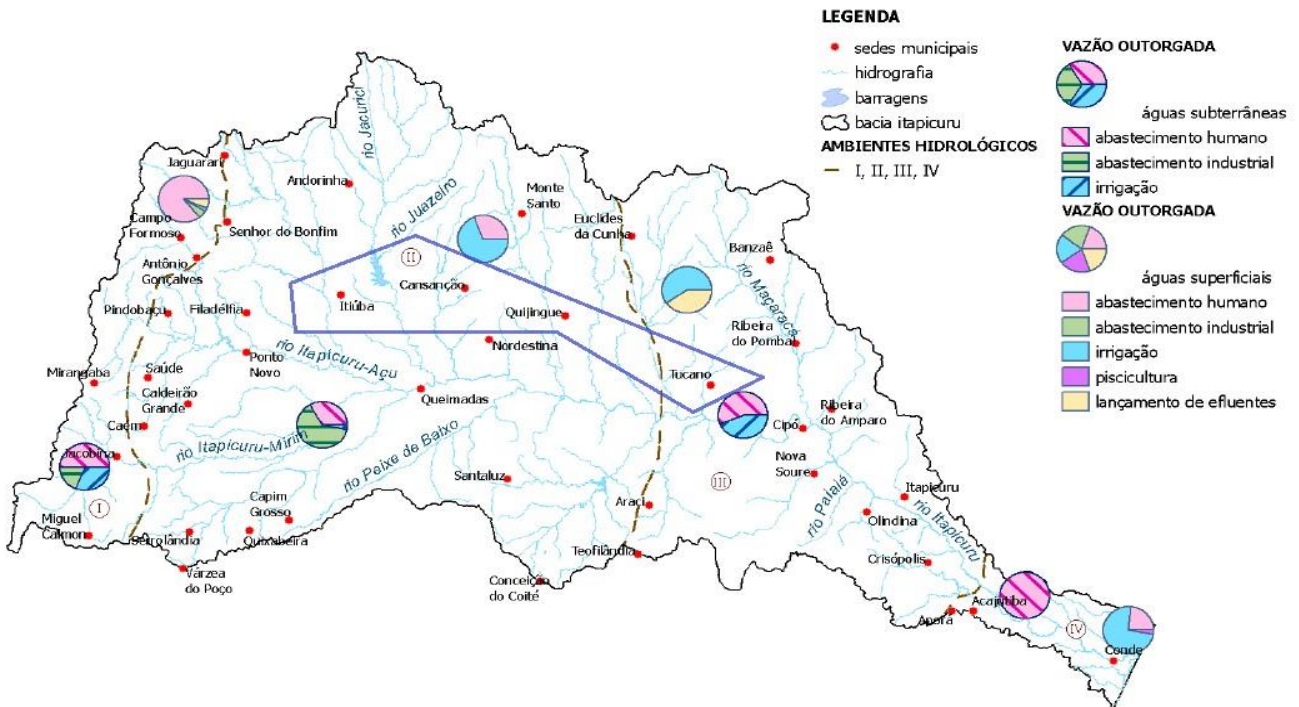 LEGENDA
sedes municipais
hidrografia
barragens
bacia itapicuru
AMBIENTES HIDROLÓGICOS
I, II, III, IV
VAZÃO OUTORGADA
águas subterrâneas
abastecimento humano
abastecimento industrial
irrigação
VAZÃO OUTORGADA
águas superficiais
abastecimento humano
abastecimento industrial
irrigação
piscicultura
lançamento de efluentes
rio Jacurici
Jaguarari
Andorinha
rio Juazeiro
Monte
Santo
Campo
Formoso
Senhor do Bonfim
Euclides
da Cunha
Banzaê
Antônio
Gonçalves
II
Cansanção
rio Maçaracá
Itiúba
Pindobaçu
Filadélfia
Quijingue
Ribeira
do Pombal
rio Itapicuru-Açu
Nordestina
Ponto
Novo
Mirangaba
Saúde
Tucano
Caldeirão
Grande
Queimadas
Ribeira
do Amparo
Caém
Cipó
rio Itapicuru-Mirim
rio Peixe de Baixo
Jacobina
Nova
Soure
Santaluz
III
Itapicuru
I
Capim
Grosso
Araçi
rio Palaiá
rio Itapicuru
Miguel
Calmon
Olindina
Serrolândia
Quixabeira
Teofilândia
Crisópolis
Várzea
do Poço
Conceição
do Coité
Acajutiba
Aporá
IV
Conde